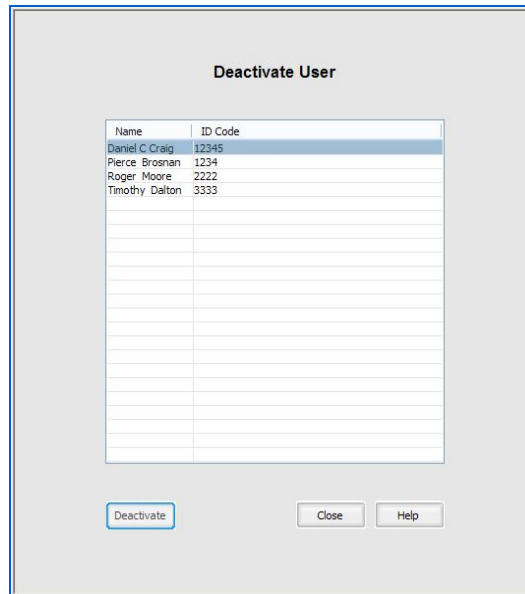 Deactivate User
Name ID Code
Daniel C Craig 12345
Pierce Brosnan 1234
Roger Moore 2222
Timothy Dalton 3333
Deactivate Close Help